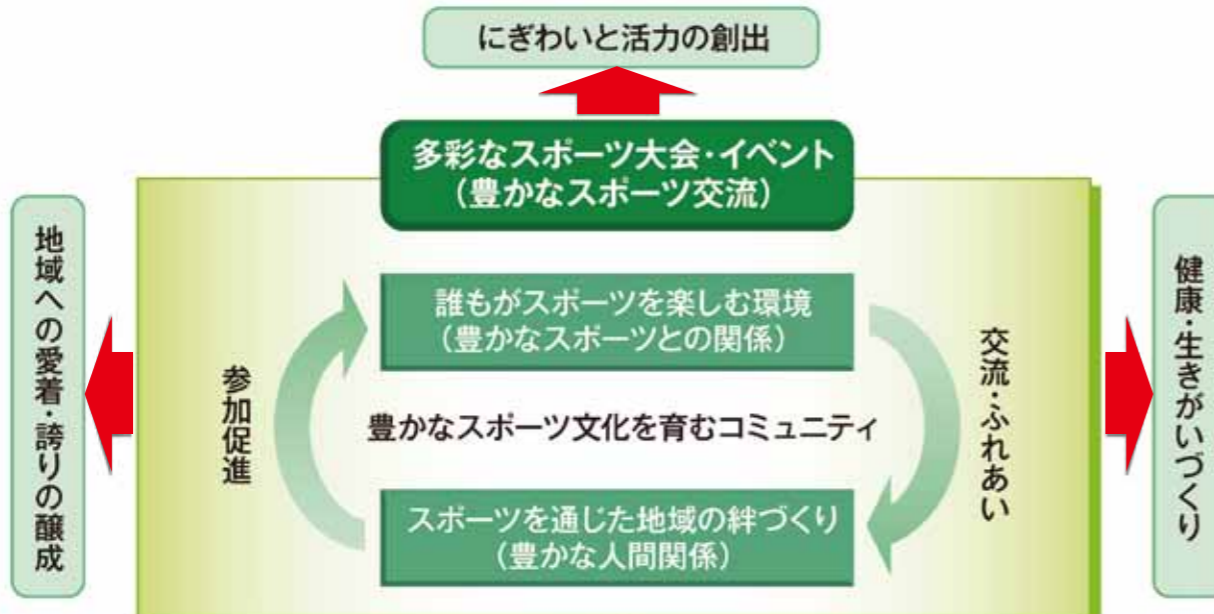 にぎわいと活力の創出
多彩なスポーツ大会・イベント
(豊かなスポーツ交流)
地域への愛着・誇りの醸成
参加促進
誰もがスポーツを楽しむ環境
(豊かなスポーツとの関係)
豊かなスポーツ文化を育むコミュニティ
スポーツを通じた地域の絆づくり
(豊かな人間関係)
交流・ふれあい
健康・生きがいづくり